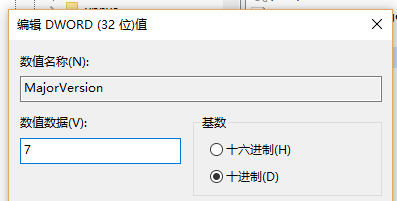 编辑 DWORD (32 位)值
数值名称(N):
MajorVersion
数值数据(V):
7
基数
十六进制(H)
十进制(D)